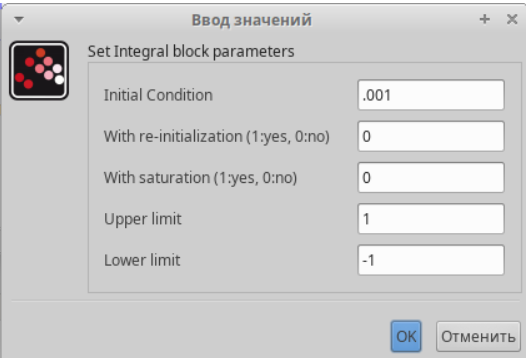 Ввод значений
Set Integral block parameters
Initial Condition .001
With re-initialization (1:yes, 0:no) 0
With saturation (1:yes, 0:no) 0
Upper limit 1
Lower limit -1
OK Отменить